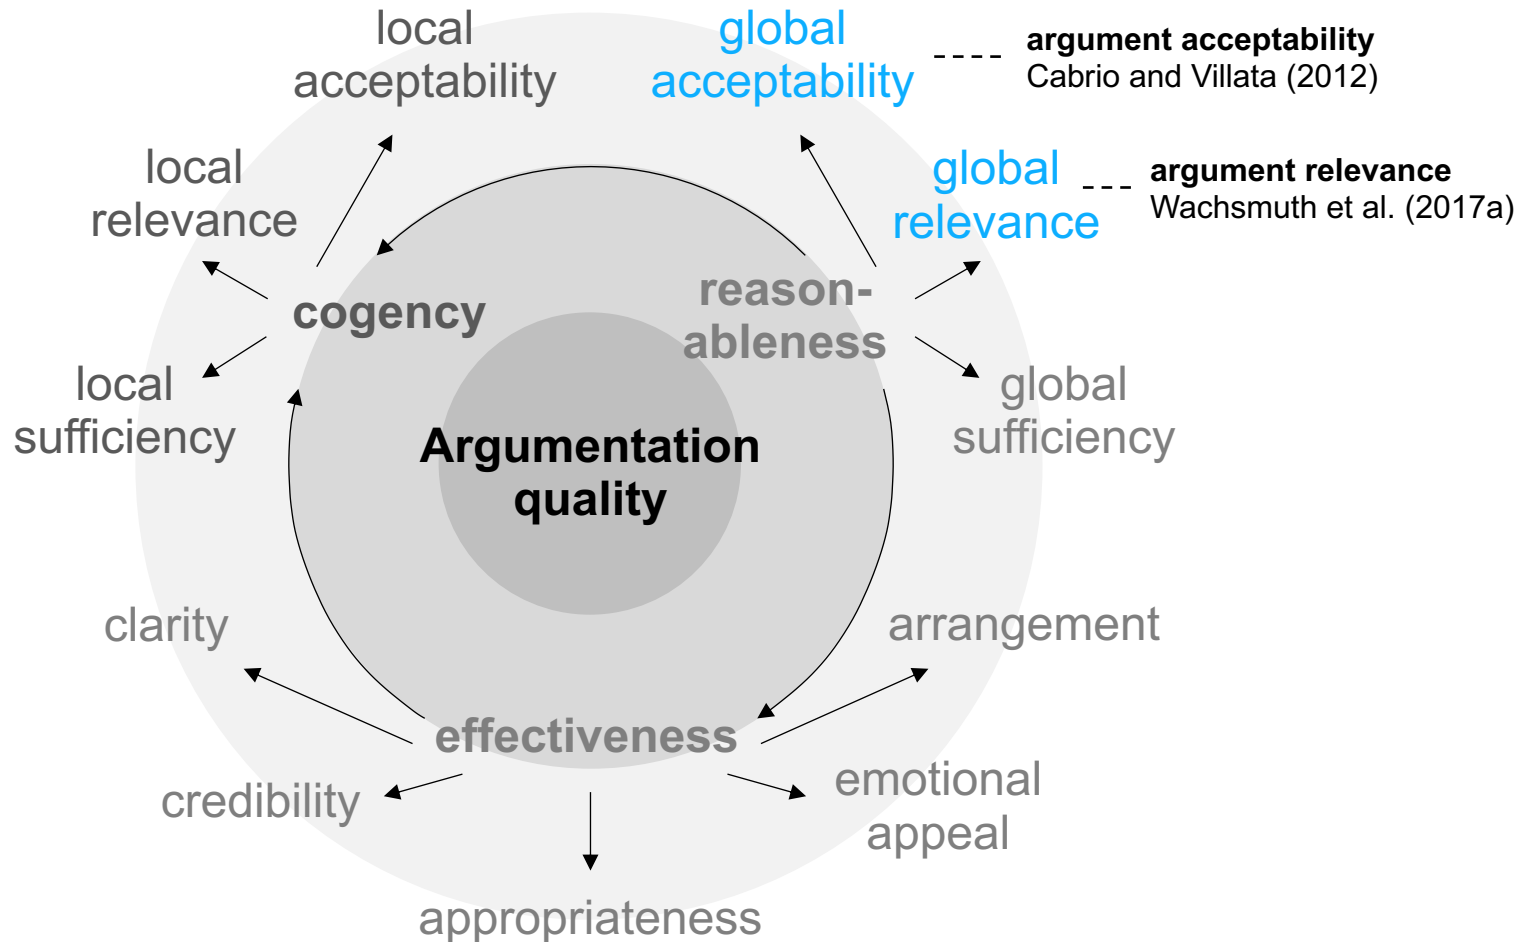 local
acceptability
global
acceptability
argument acceptability
Cabrio and Villata (2012)
local
relevance
global
relevance
argument relevance
Wachsmuth et al. (2017a)
cogency
reason-
ableness
local
sufficiency
global
sufficiency
Argumentation
quality
clarity
arrangement
effectiveness
credibility
emotional
appeal
appropriateness